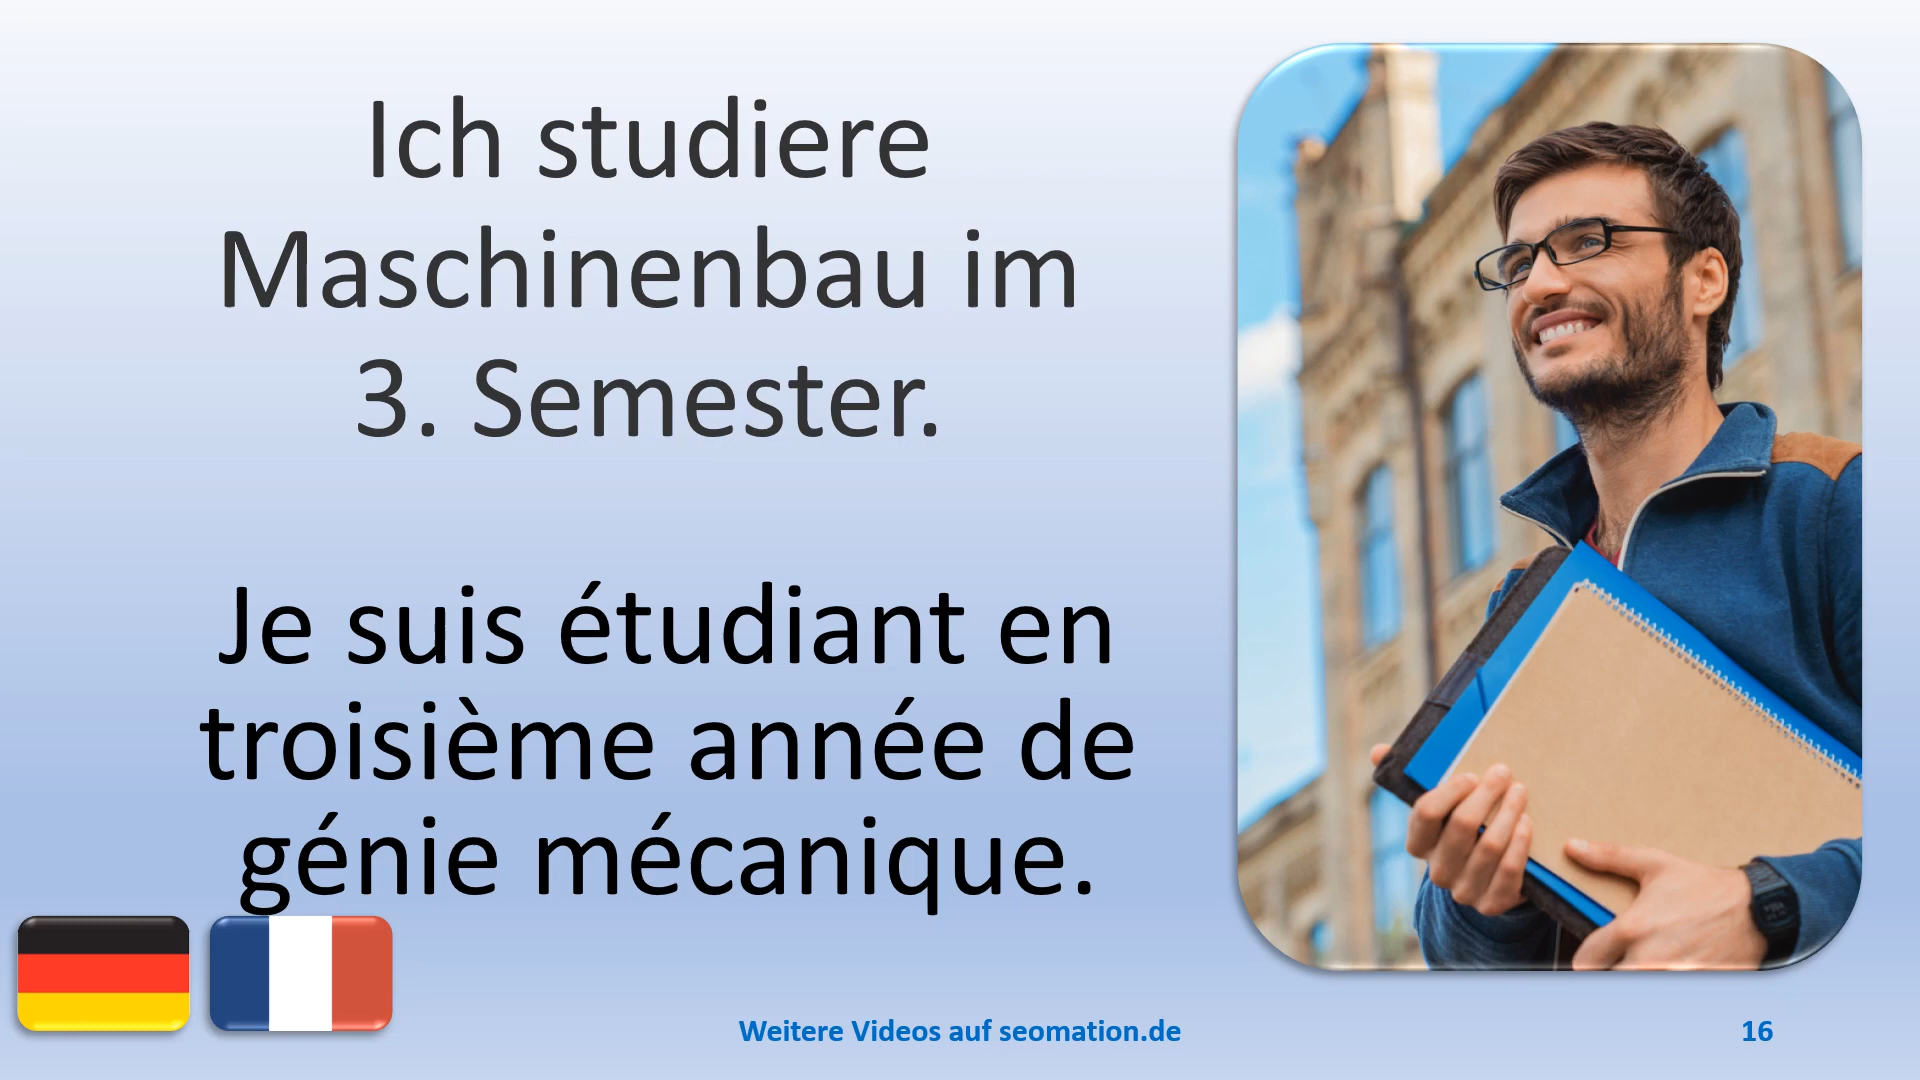 Ich studiere
Maschinenbau im
3. Semester.
Je suis étudiant en
troisième année de
génie mécanique.
Weitere Videos auf seomation.de
16